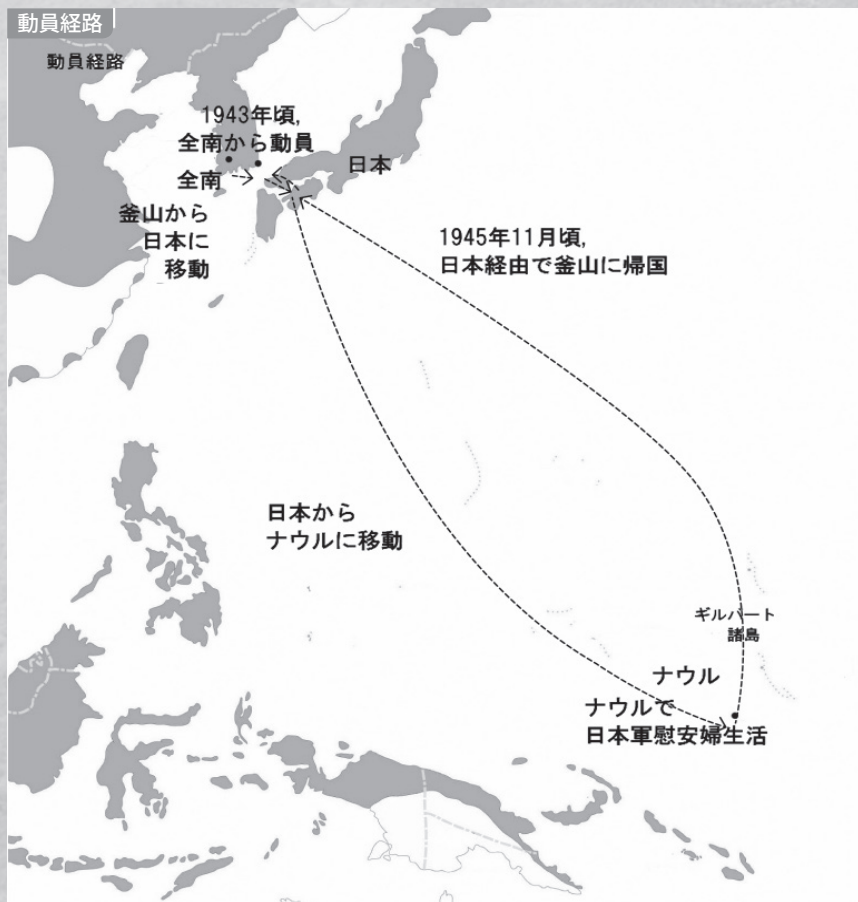 動員経路
動員経路
1943年頃,
全南から動員
全南
日本
釜山から
日本に
移動
1945年11月頃,
日本経由で釜山に帰国
日本から
ナウルに移動
ギルバート
諸島
ナウル
ナウルで
日本軍慰安婦生活